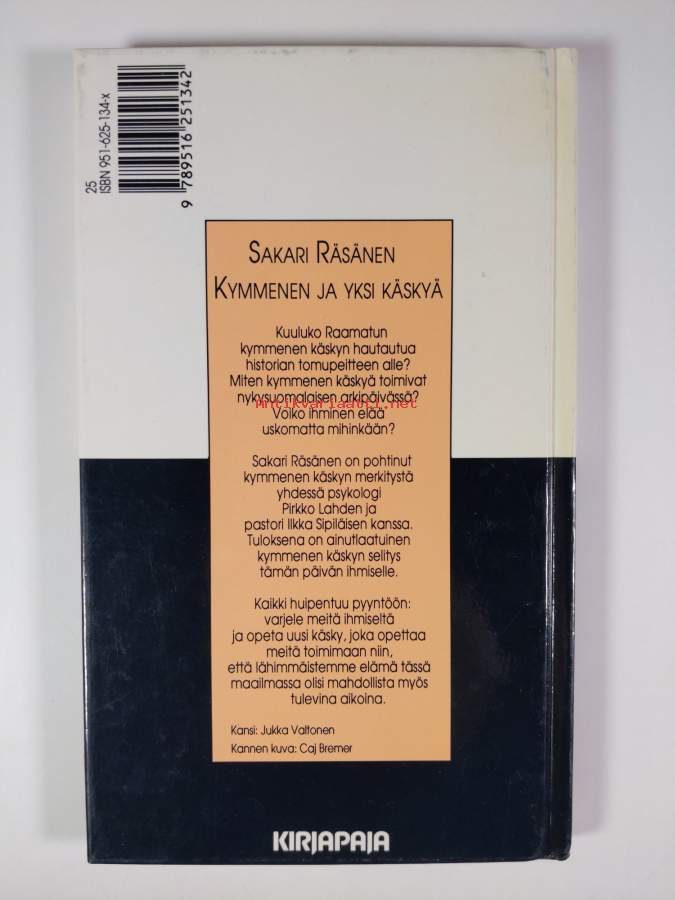 25
ISBN 951-625-134-x
9 789516 251342
SAKARI RÄSÄNEN
KYMMENEN JA YKSI KÄSKYÄ
Kuuluko Raamatun
kymmenen käskyn hautautua
historian tomupeitteen alle?
Miten kymmenen käskyä toimivat
nykysuomalaisen arkipäivässä?
Antikvariaatti.net
Voiko ihminen elää
uskomatta mihinkään?
Sakari Räsänen on pohtinut
kymmenen käskyn merkitystä
yhdessä psykologi
Pirkko Lahden ja
pastori Ilkka Sipiläisen kanssa.
Tuloksena on ainutlaatuinen
kymmenen käskyn selitys
tämän päivän ihmiselle.
Kaikki huipentuu pyyntöön:
varjele meitä ihmiseltä
ja opeta uusi käsky, joka opettaa
meitä toimimaan niin,
että lähimmäistemme elämä tässä
maailmassa olisi mahdollista myös
tulevina aikoina.
Kansi: Jukka Valtonen
Kannen kuva: Caj Bremer
KIRJAPAJA